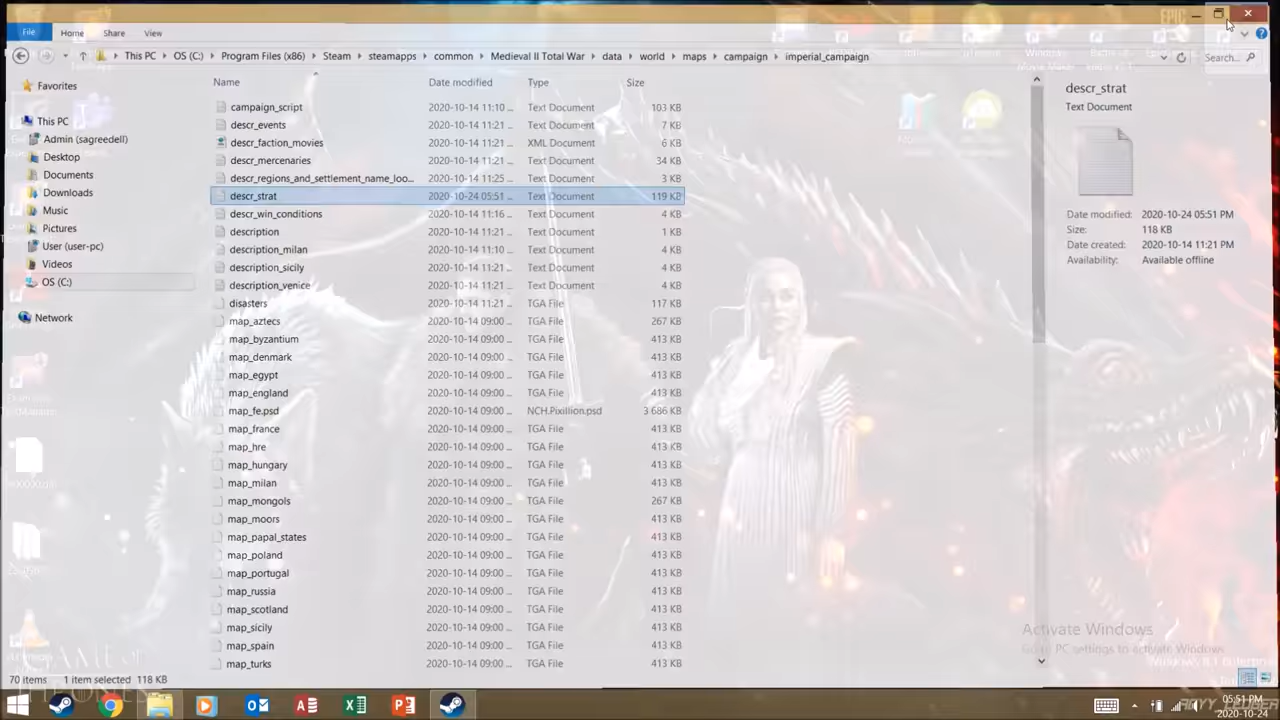 EPIC
File Home Share View
This PC OS (C:) Program Files (x86) Steam steamapps common Medieval II Total War data world maps campaign imperial_campaign Search...
Favorites
This PC
Admin (sagreedell)
Desktop
Documents
Downloads
Music
Pictures
User (user-pc)
Videos
OS (C:)
Network
Name Date modified Type Size
campaign_script 2020-10-14 11:10 ... Text Document 103 KB
descr_events 2020-10-14 11:21 ... Text Document 7 KB
descr_faction_movies 2020-10-14 11:21 ... XML Document 6 KB
descr_mercenaries 2020-10-14 11:21 ... Text Document 34 KB
descr_regions_and_settlement_name_loo... 2020-10-14 11:25 ... Text Document 3 KB
descr_strat 2020-10-24 05:51 ... Text Document 119 KB
descr_win_conditions 2020-10-14 11:16 ... Text Document 4 KB
description 2020-10-14 11:21 ... Text Document 1 KB
description_milan 2020-10-14 11:10 ... Text Document 4 KB
description_sicily 2020-10-14 11:21 ... Text Document 4 KB
description_venice 2020-10-14 11:21 ... Text Document 4 KB
disasters 2020-10-14 11:21 ... TGA File 117 KB
map_aztecs 2020-10-14 09:00 ... TGA File 267 KB
map_byzantium 2020-10-14 09:00 ... TGA File 413 KB
map_denmark 2020-10-14 09:00 ... TGA File 413 KB
map_egypt 2020-10-14 09:00 ... TGA File 413 KB
map_england 2020-10-14 09:00 ... TGA File 413 KB
map_fe.psd 2020-10-14 09:00 ... NCH.Pixillion.psd 3 686 KB
map_france 2020-10-14 09:00 ... TGA File 413 KB
map_hre 2020-10-14 09:00 ... TGA File 413 KB
map_hungary 2020-10-14 09:00 ... TGA File 413 KB
map_milan 2020-10-14 09:00 ... TGA File 413 KB
map_mongols 2020-10-14 09:00 ... TGA File 267 KB
map_moors 2020-10-14 09:00 ... TGA File 413 KB
map_papal_states 2020-10-14 09:00 ... TGA File 413 KB
map_poland 2020-10-14 09:00 ... TGA File 413 KB
map_portugal 2020-10-14 09:00 ... TGA File 413 KB
map_russia 2020-10-14 09:00 ... TGA File 413 KB
map_scotland 2020-10-14 09:00 ... TGA File 413 KB
map_sicily 2020-10-14 09:00 ... TGA File 413 KB
map_spain 2020-10-14 09:00 ... TGA File 413 KB
map_turks 2020-10-14 09:00 ... TGA File 413 KB
descr_strat
Text Document
Date modified: 2020-10-24 05:51 PM
Size: 118 KB
Date created: 2020-10-14 11:21 PM
Availability: Available offline
Activate Windows
Go to PC settings to activate Windows.
70 items 1 item selected 118 KB
05:51 PM
2020-10-24